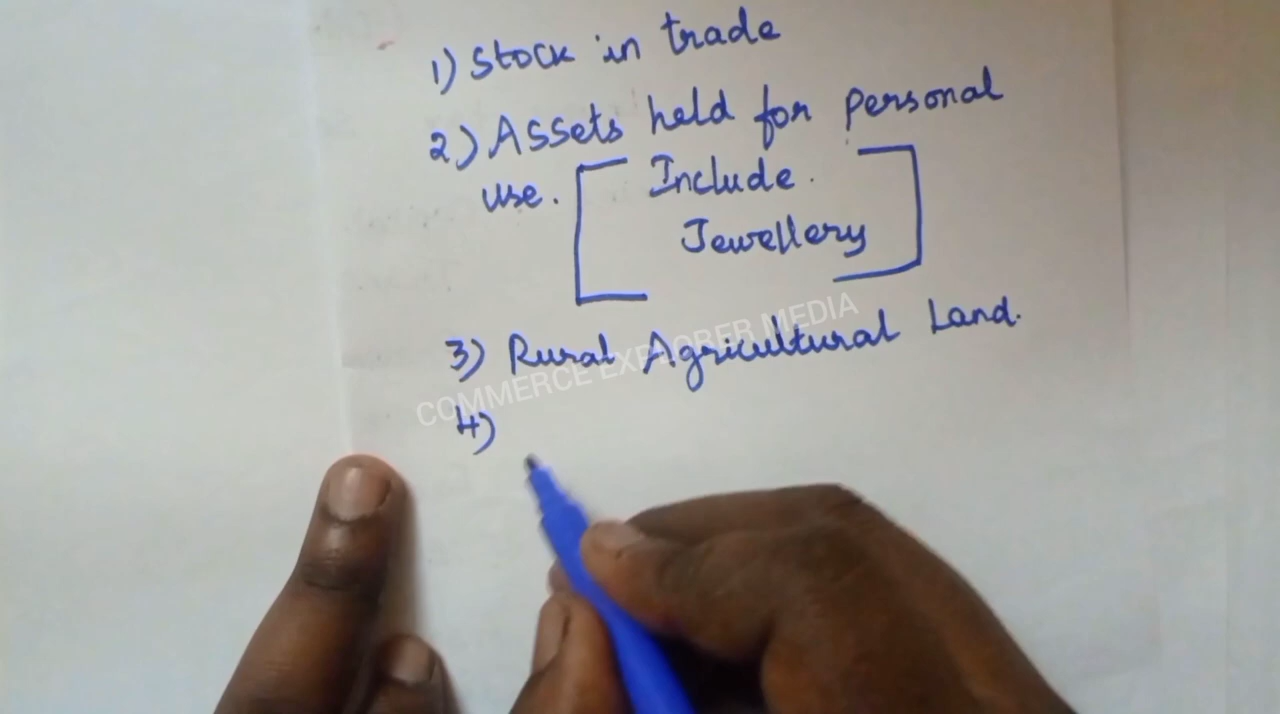 1) Stock in trade
2) Assets held for personal
use. [Include.
Jewellery]
3) Rural Agricultural Land.
COMMERCE EXPLORER MEDIA
4)